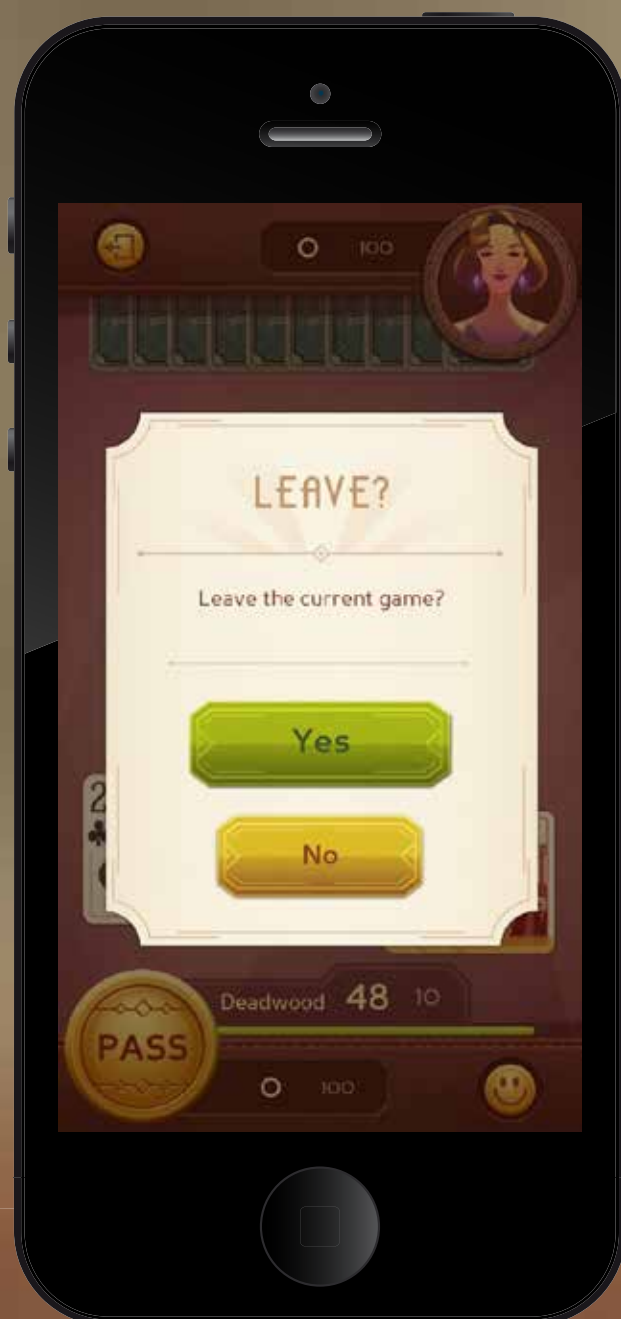 0 100
LEAVE?
Leave the current game?
Yes
2
No
Deadwood 48 10
PASS
0 100